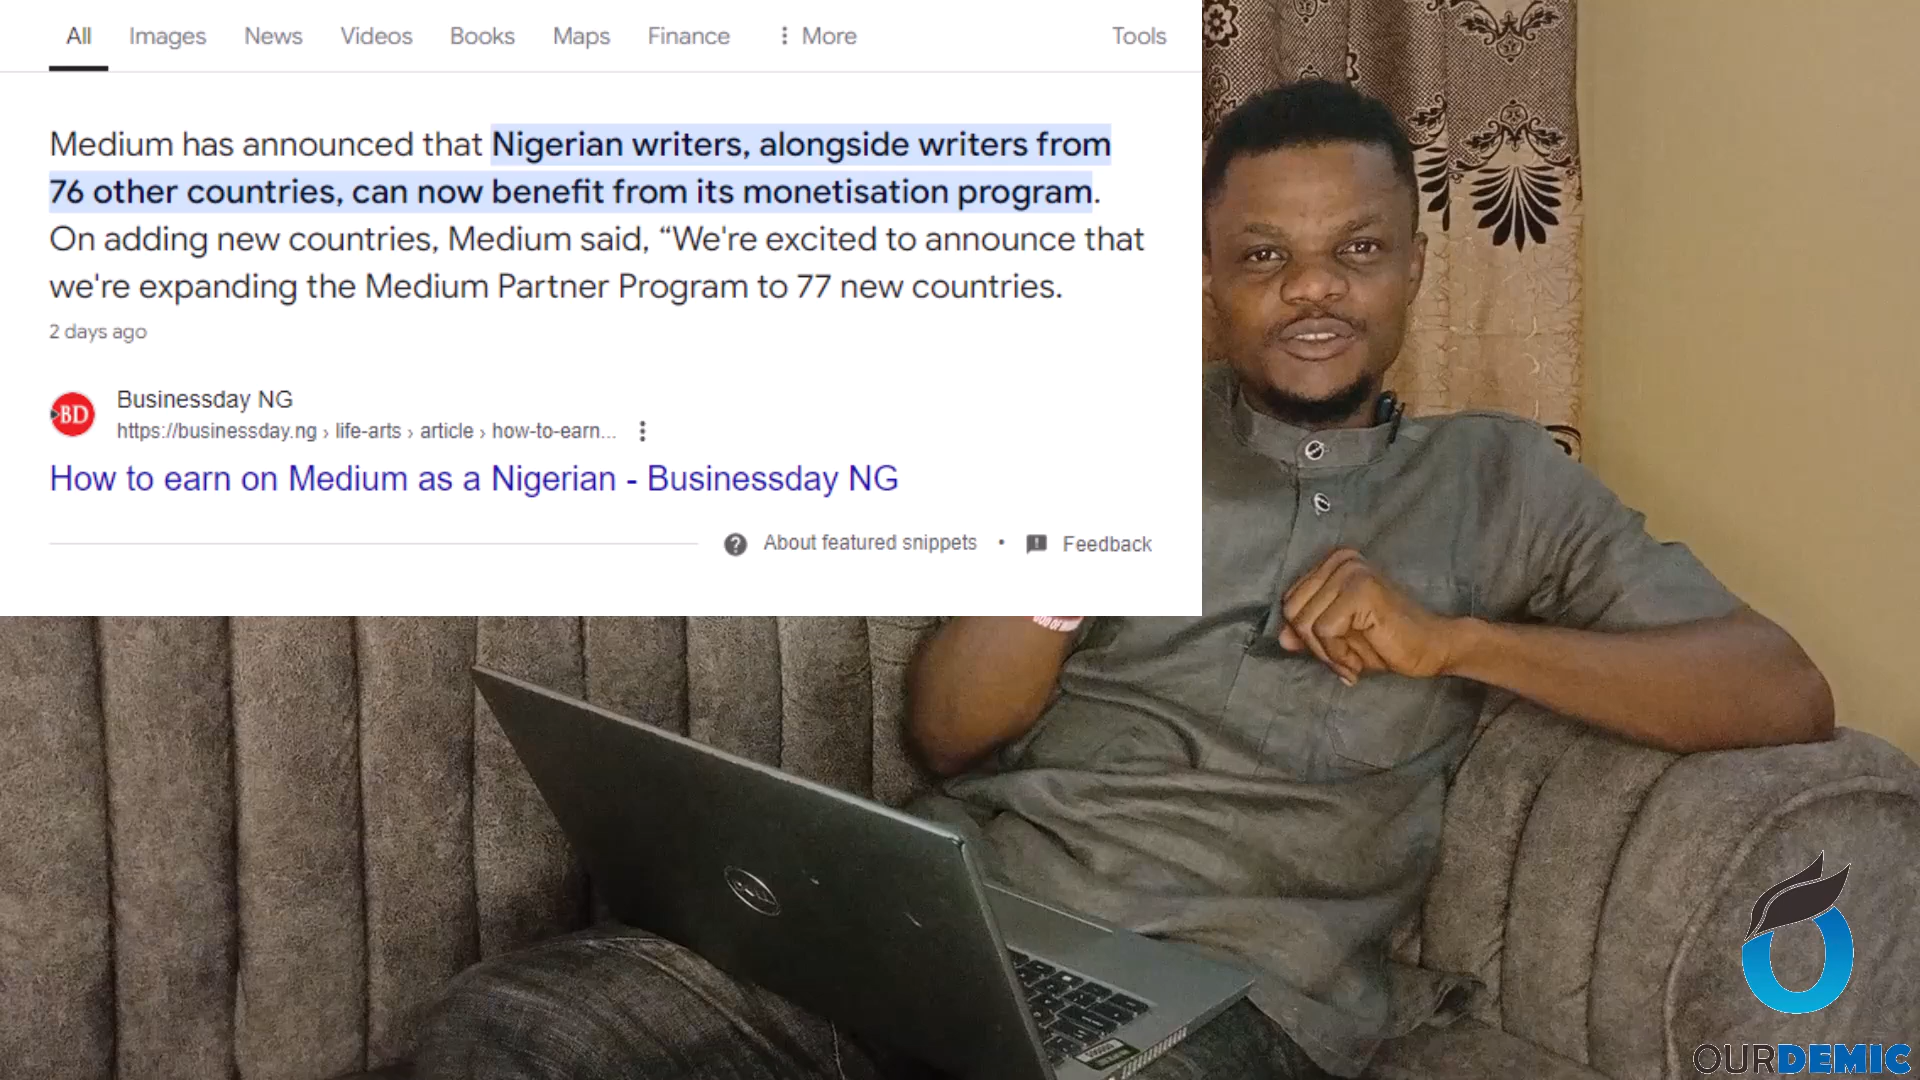 All Images News Videos Books Maps Finance More Tools
Medium has announced that Nigerian writers, alongside writers from
76 other countries, can now benefit from its monetisation program.
On adding new countries, Medium said, “We're excited to announce that
we're expanding the Medium Partner Program to 77 new countries.
2 days ago
BD
Businessday NG
https://businessday.ng › life-arts › article › how-to-earn...
How to earn on Medium as a Nigerian - Businessday NG
About featured snippets • Feedback
GOD OF
DELL
OURDEMIC